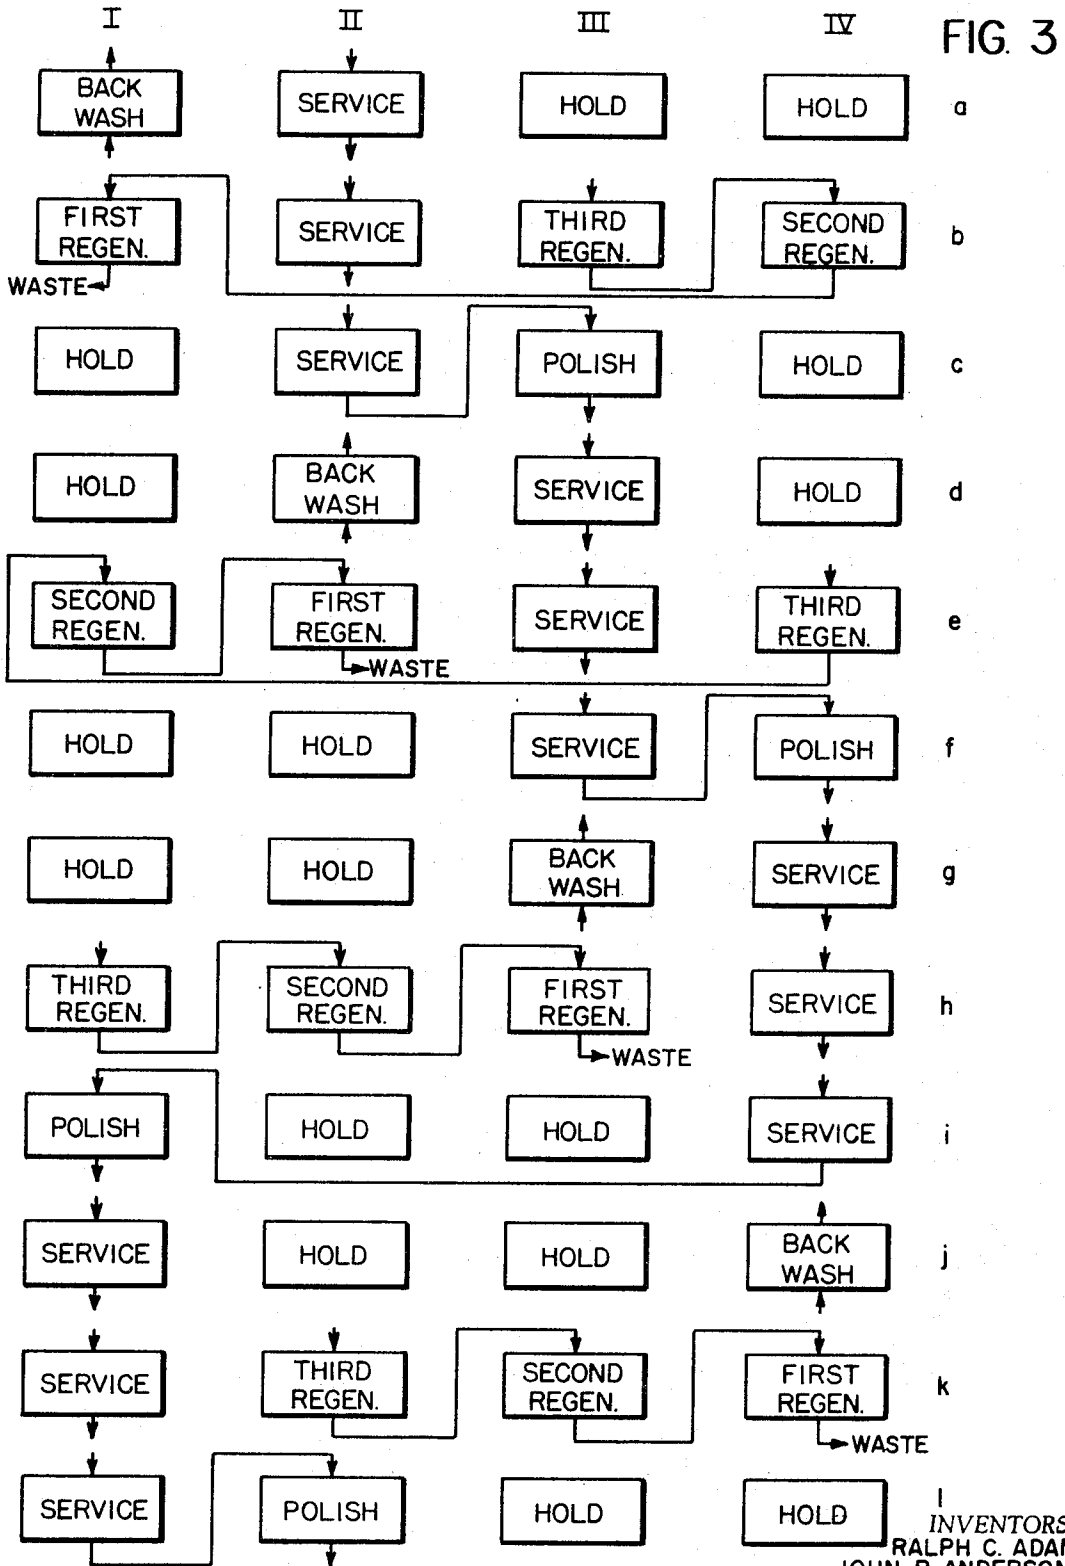 I II III IV FIG. 3
BACK WASH SERVICE HOLD HOLD a
FIRST REGEN. SERVICE THIRD REGEN. SECOND REGEN. b
WASTE
HOLD SERVICE POLISH HOLD c
HOLD BACK WASH SERVICE HOLD d
SECOND REGEN. FIRST REGEN. SERVICE THIRD REGEN. e
WASTE
HOLD HOLD SERVICE POLISH f
HOLD HOLD BACK WASH SERVICE g
THIRD REGEN. SECOND REGEN. FIRST REGEN. SERVICE h
WASTE
POLISH HOLD HOLD SERVICE i
SERVICE HOLD HOLD BACK WASH j
SERVICE THIRD REGEN. SECOND REGEN. FIRST REGEN. k
WASTE
SERVICE POLISH HOLD HOLD l
INVENTORS
RALPH C. ADAM